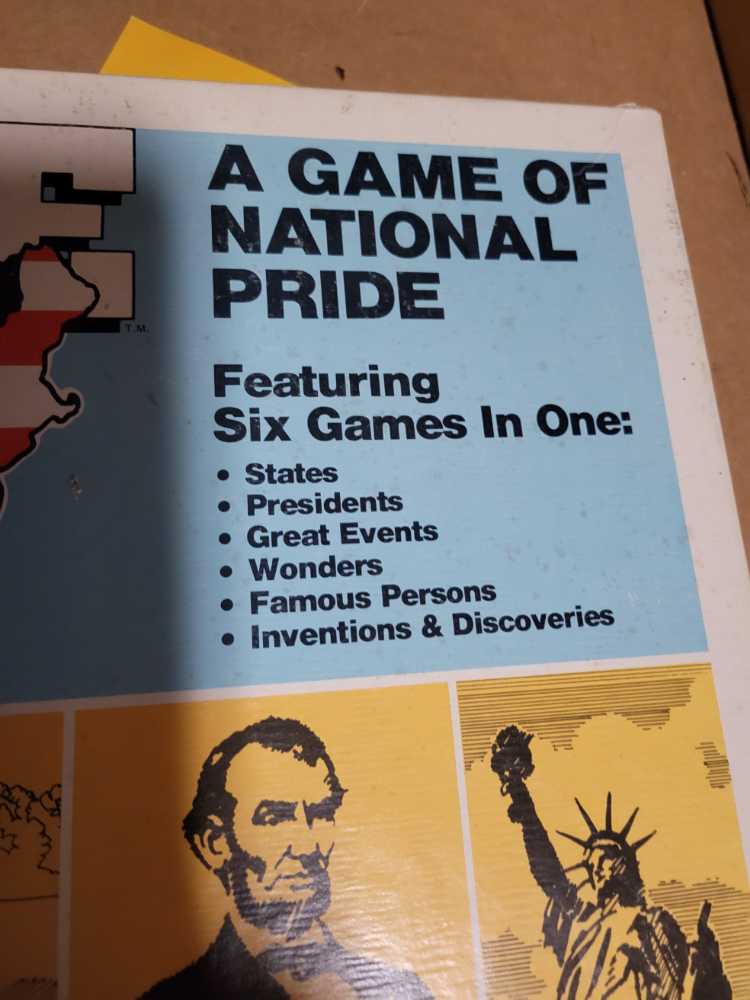 E
T.M.
A GAME OF
NATIONAL
PRIDE
Featuring
Six Games In One:
• States
• Presidents
• Great Events
• Wonders
• Famous Persons
• Inventions & Discoveries